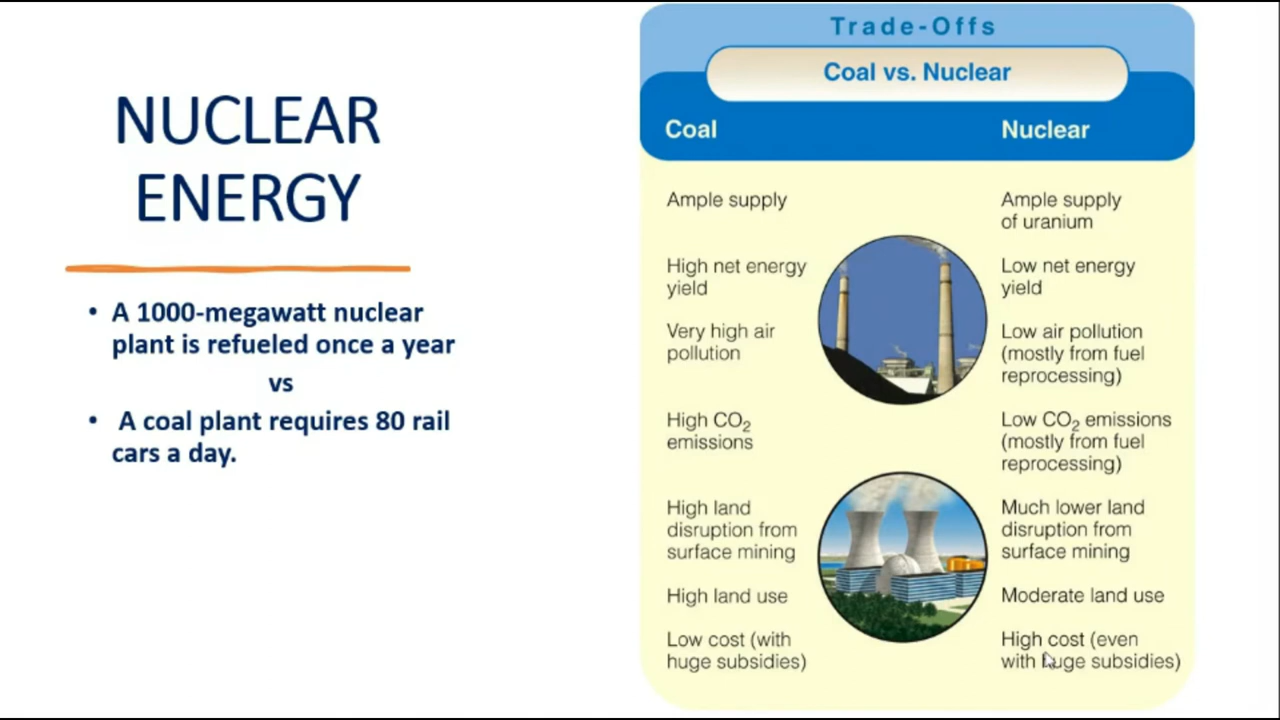 NUCLEAR
ENERGY
• A 1000-megawatt nuclear
plant is refueled once a year
vs
• A coal plant requires 80 rail
cars a day.
Trade-Offs
Coal vs. Nuclear
Coal
Nuclear
Ample supply
Ample supply
of uranium
High net energy
yield
Low net energy
yield
Very high air
pollution
Low air pollution
(mostly from fuel
reprocessing)
High CO₂
emissions
Low CO₂ emissions
(mostly from fuel
reprocessing)
High land
disruption from
surface mining
Much lower land
disruption from
surface mining
High land use
Moderate land use
Low cost (with
huge subsidies)
High cost (even
with huge subsidies)